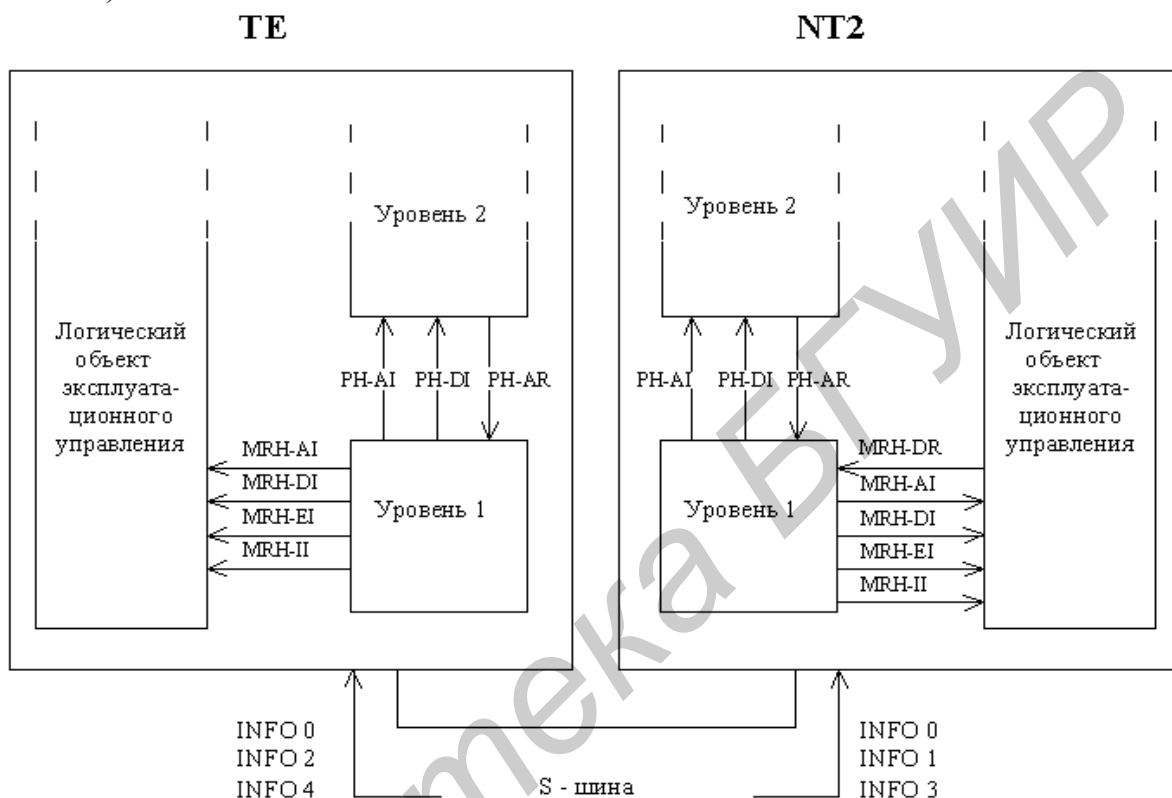 TE
NT2
Уровень 2
Логический
объект
эксплуата-
ционного
управления
PH-AI PH-DI PH-AR
MRH-AI
MRH-DI
MRH-EI
MRH-II
Уровень 1
Уровень 2
PH-AI PH-DI PH-AR
Уровень 1
MRH-DR
MRH-AI
MRH-DI
MRH-EI
MRH-II
Логический
объект
эксплуата-
ционного
управления
INFO 0
INFO 2
INFO 4
S - шина
INFO 0
INFO 1
INFO 3
тека БГУИР